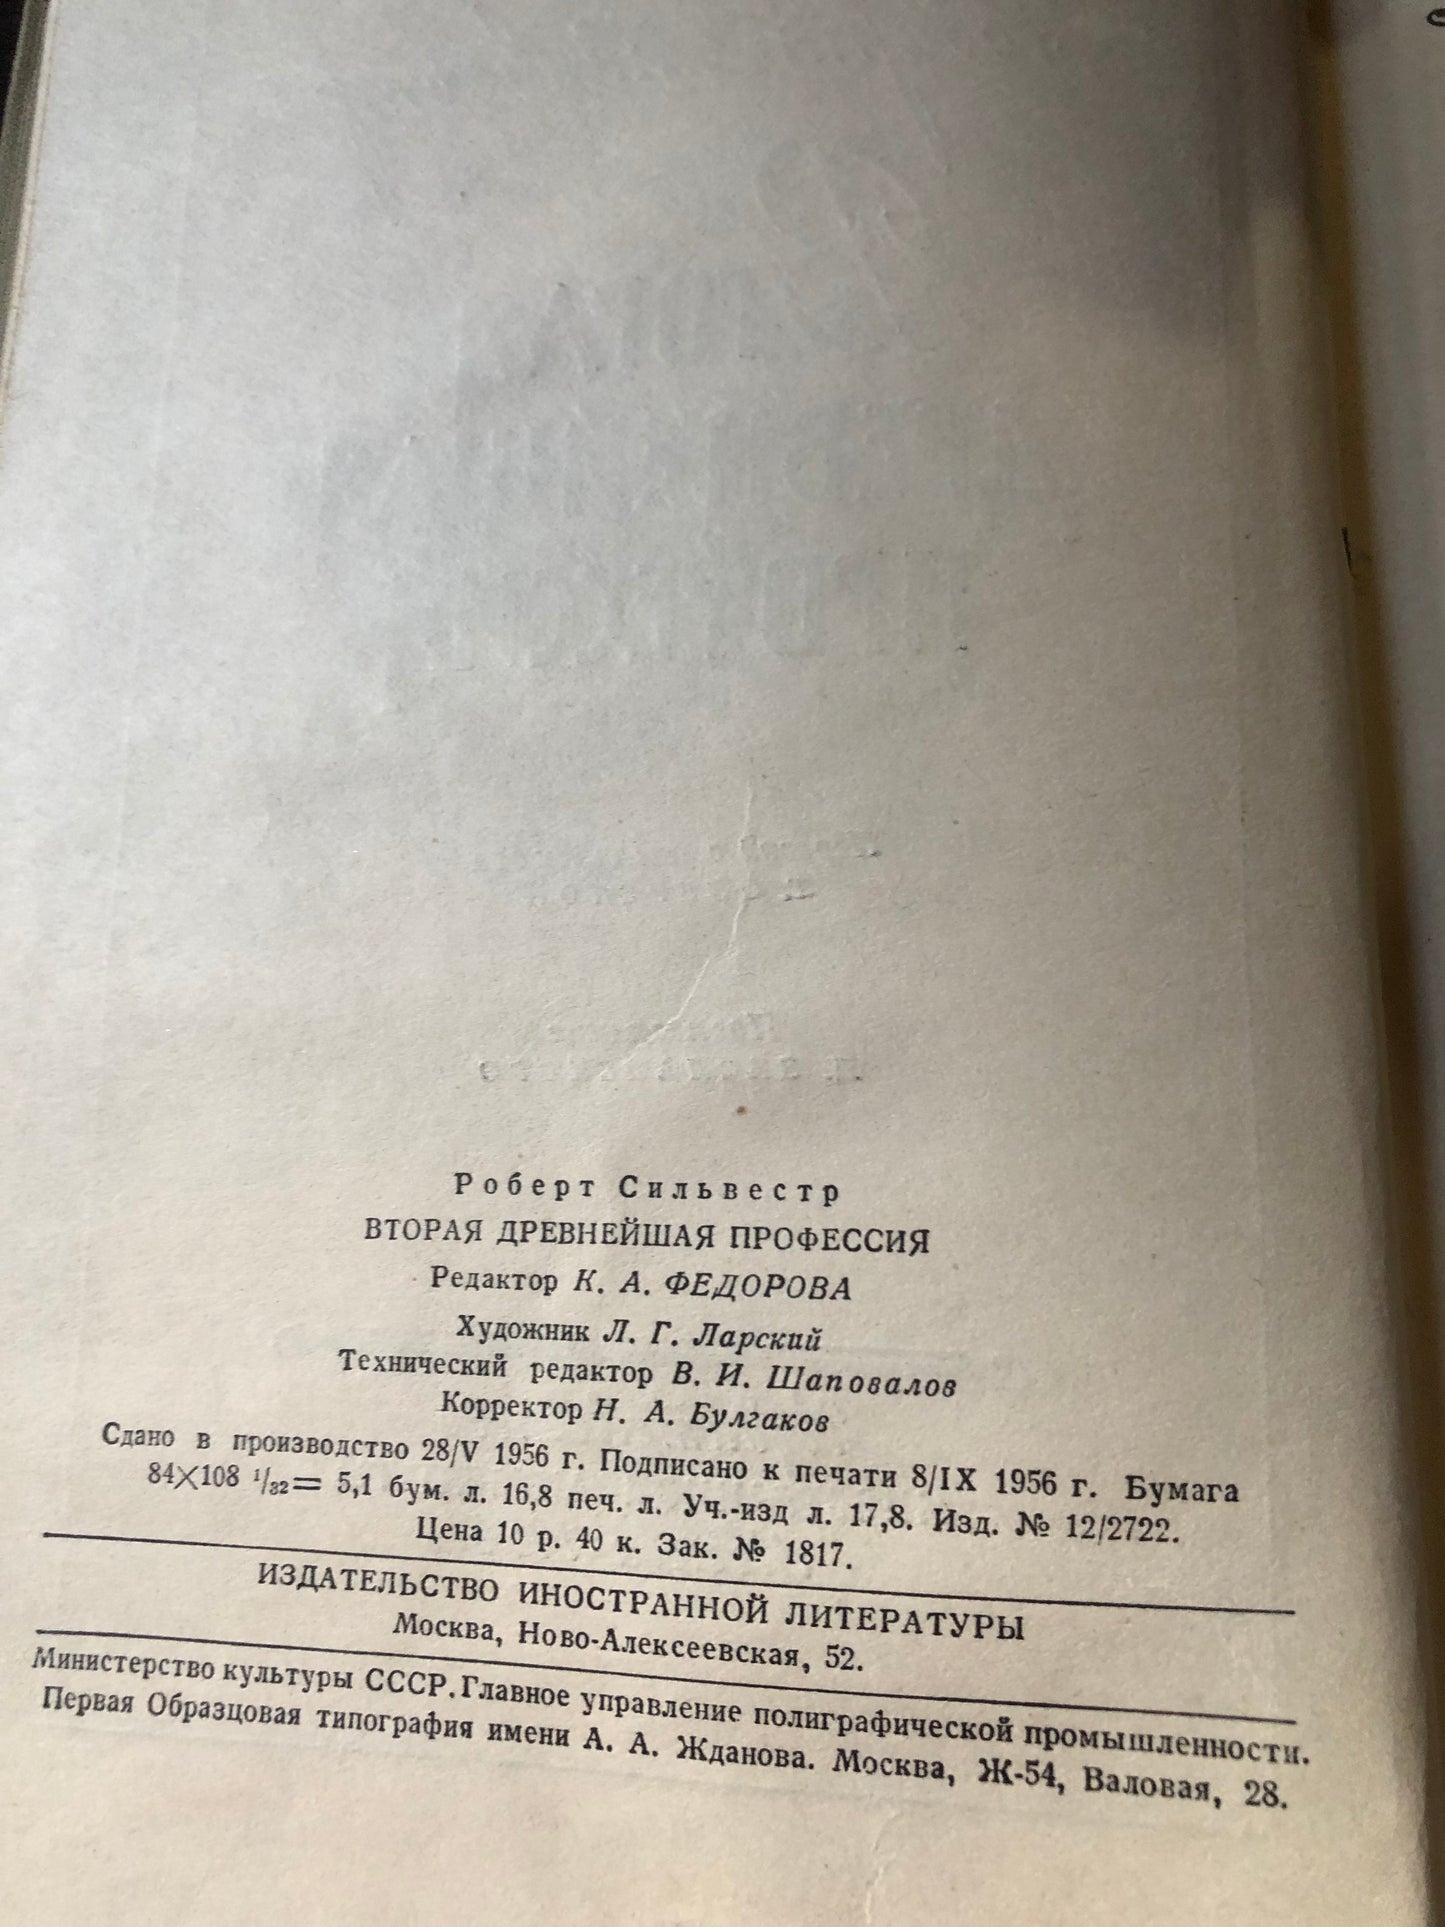 Роберт Сильвестр
ВТОРАЯ ДРЕВНЕЙШАЯ ПРОФЕССИЯ
Редактор К. А. ФЕДОРОВА
Художник Л. Г. Ларский
Технический редактор В. И. Шаповалов
Корректор Н. А. Булгаков
Сдано в производство 28/V 1956 г. Подписано к печати 8/IX 1956 г. Бумага
84×108 1/32= 5,1 бум. л. 16,8 печ. л. Уч.-изд л. 17,8. Изд. № 12/2722.
Цена 10 р. 40 к. Зак. № 1817.
ИЗДАТЕЛЬСТВО ИНОСТРАННОЙ ЛИТЕРАТУРЫ
Москва, Ново-Алексеевская, 52.
Министерство культуры СССР. Главное управление полиграфической промышленности.
Первая Образцовая типография имени А. А. Жданова. Москва, Ж-54, Валовая, 28.